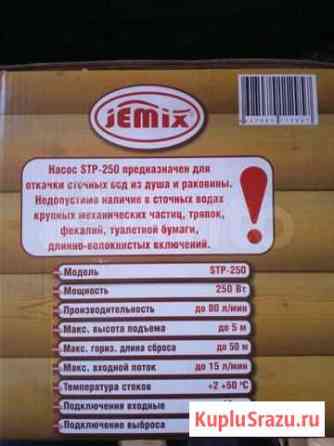 JEMIX
Насос STP-250 предназначен для
откачки сточных вод из душа и раковины.
Недопустимо наличие в сточных водах
крупных механических частиц, тряпок,
фекалий, туалетной бумаги,
длинно-волокнистых включений.
!
Модель STP-250
Мощность 250 Вт
Производительность до 80 л/мин
Макс. высота подъема до 5 м
Макс. гориз. длина сброса до 50 м
Макс. входной поток до 15 л/мин
Температура стоков +2 +50 °C
Подключения входные
Подключение выброса
KupluSrazu.ru